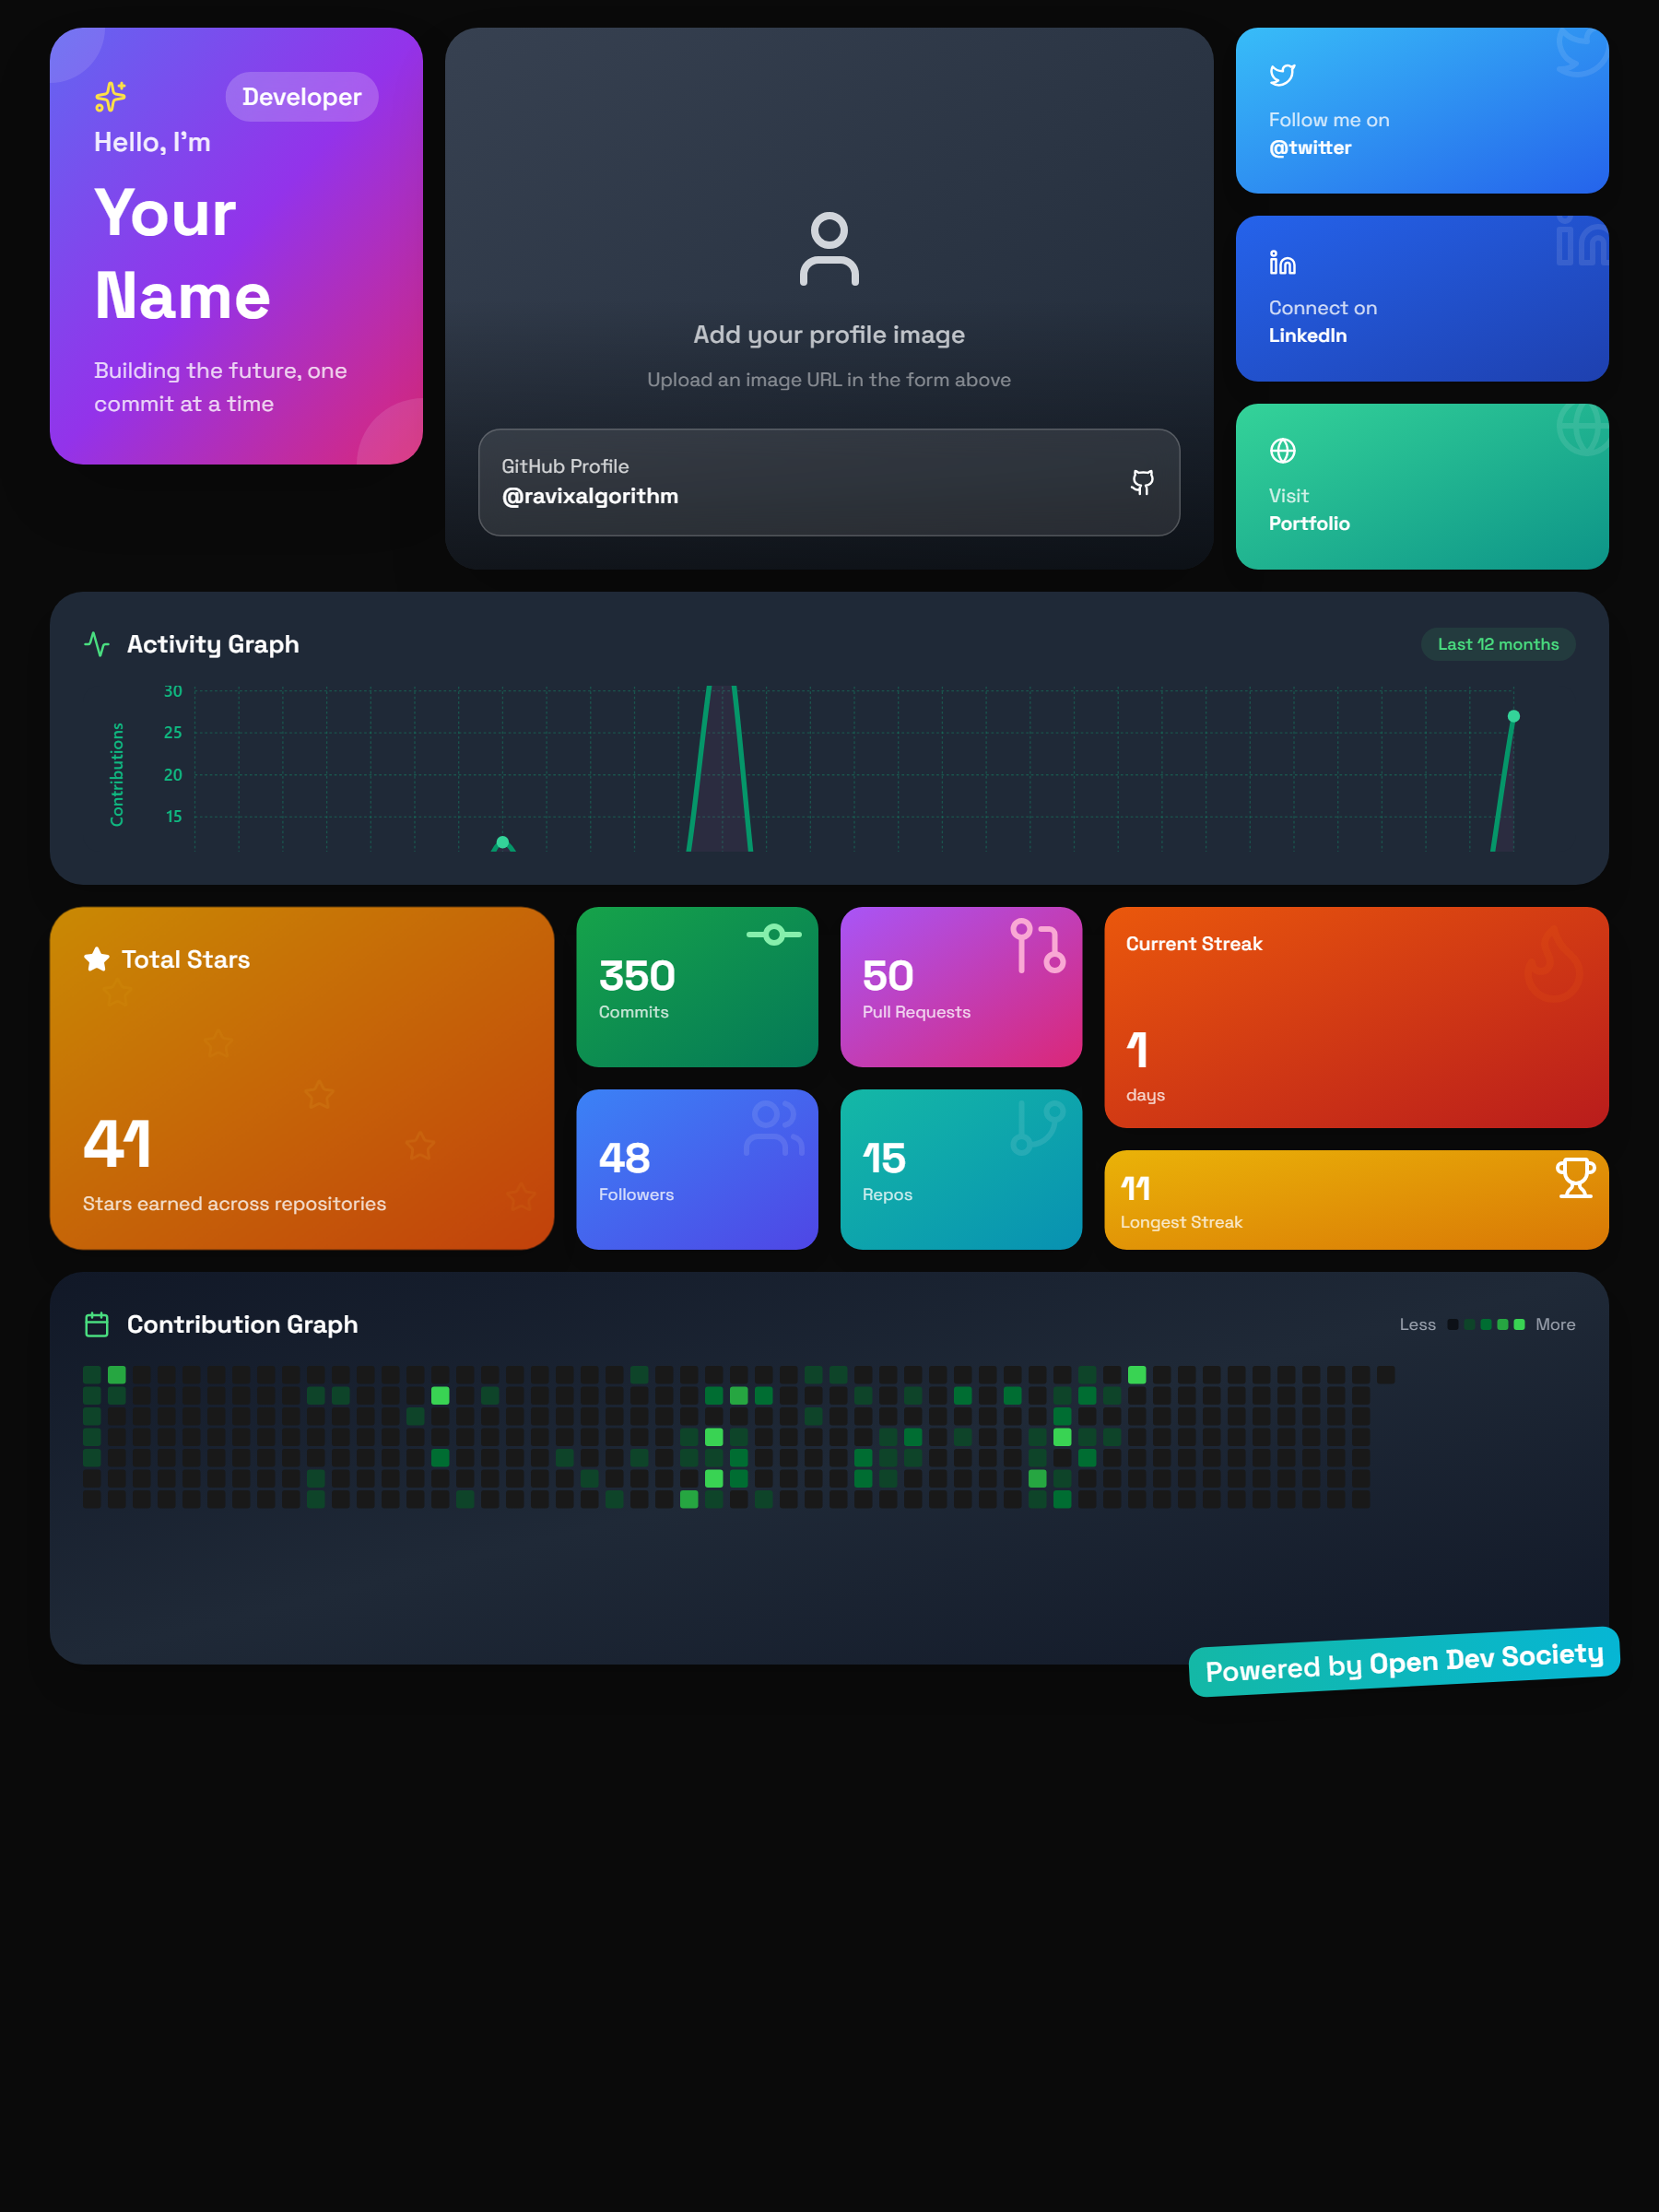 Developer
Hello, I'm
Your
Name
Building the future, one
commit at a time
Add your profile image
Upload an image URL in the form above
GitHub Profile
@ravixalgorithm
Follow me on
@twitter
Connect on
LinkedIn
Visit
Portfolio
Activity Graph
Last 12 months
Contributions
30
25
20
15
Total Stars
41
Stars earned across repositories
350
Commits
50
Pull Requests
48
Followers
15
Repos
Current Streak
1
days
11
Longest Streak
Contribution Graph
Less
More
Powered by Open Dev Society